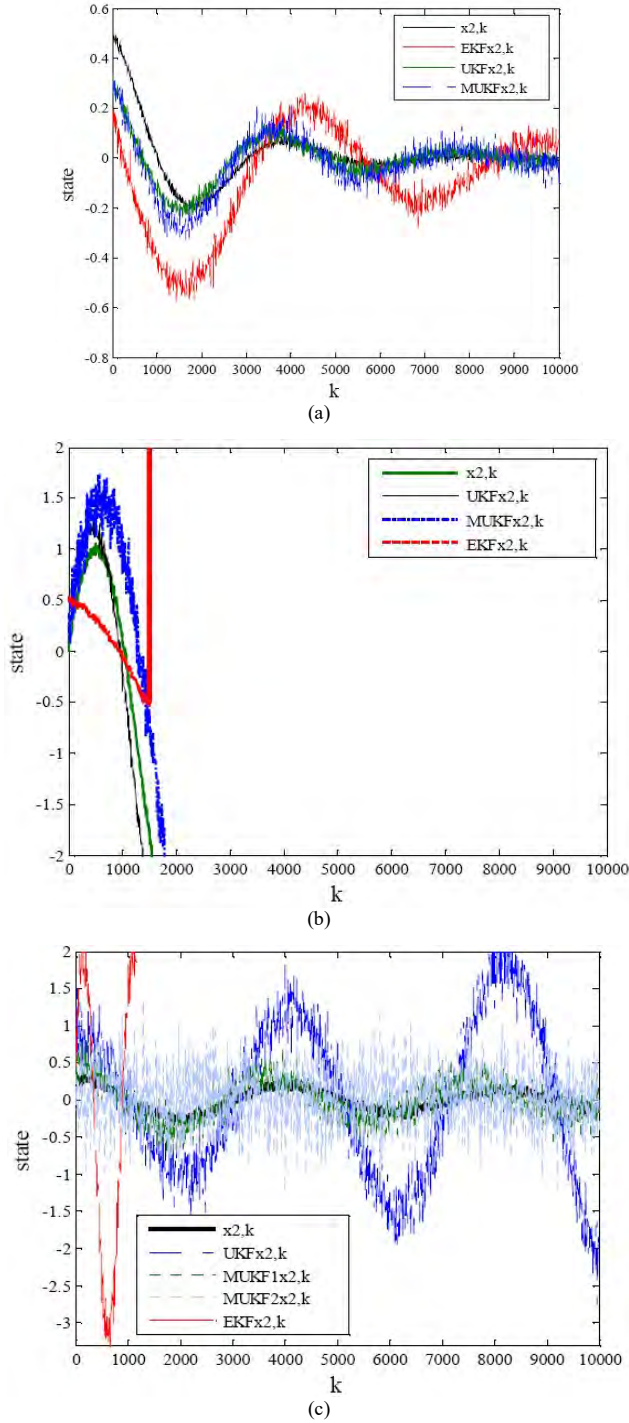 0.6
x2,k
EKFx2,k
0.4
UKFx2,k
MUKFx2,k
0.2
0
state
-0.2
-0.4
-0.6
-0.8
0 1000 2000 3000 4000 5000 6000 7000 8000 9000 10000
k
(a)
2
x2,k
1.5
UKFx2,k
MUKFx2,k
1
EKFx2,k
0.5
state
0
-0.5
-1
-1.5
-2
0 1000 2000 3000 4000 5000 6000 7000 8000 9000 10000
k
(b)
2
1.5
1
0.5
0
-0.5
state
-1
-1.5
x2,k
-2
UKFx2,k
MUKF1x2,k
-2.5
MUKF2x2,k
-3
EKFx2,k
0 1000 2000 3000 4000 5000 6000 7000 8000 9000 10000
k
(c)